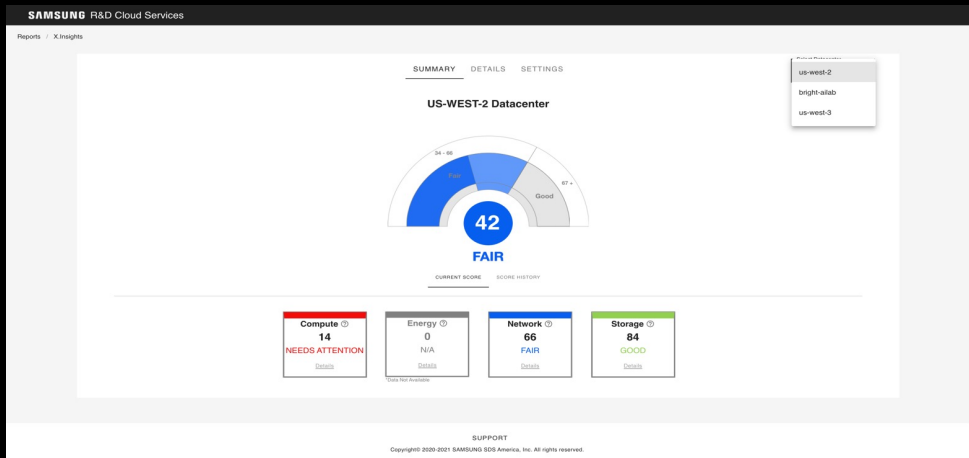 SAMSUNG R&D Cloud Services
Reports / X.Insights
SUMMARY DETAILS SETTINGS
us-west-2
bright-ailab
us-west-3
US-WEST-2 Datacenter
34 - 66
Fair
67 +
Good
42
FAIR
CURRENT SCORE SCORE HISTORY
Compute ?
14
NEEDS ATTENTION
Details
Energy ?
0
N/A
Details
*Data Not Available
Network ?
66
FAIR
Details
Storage ?
84
GOOD
Details
SUPPORT
Copyright© 2020-2021 SAMSUNG SDS America, Inc. All rights reserved.